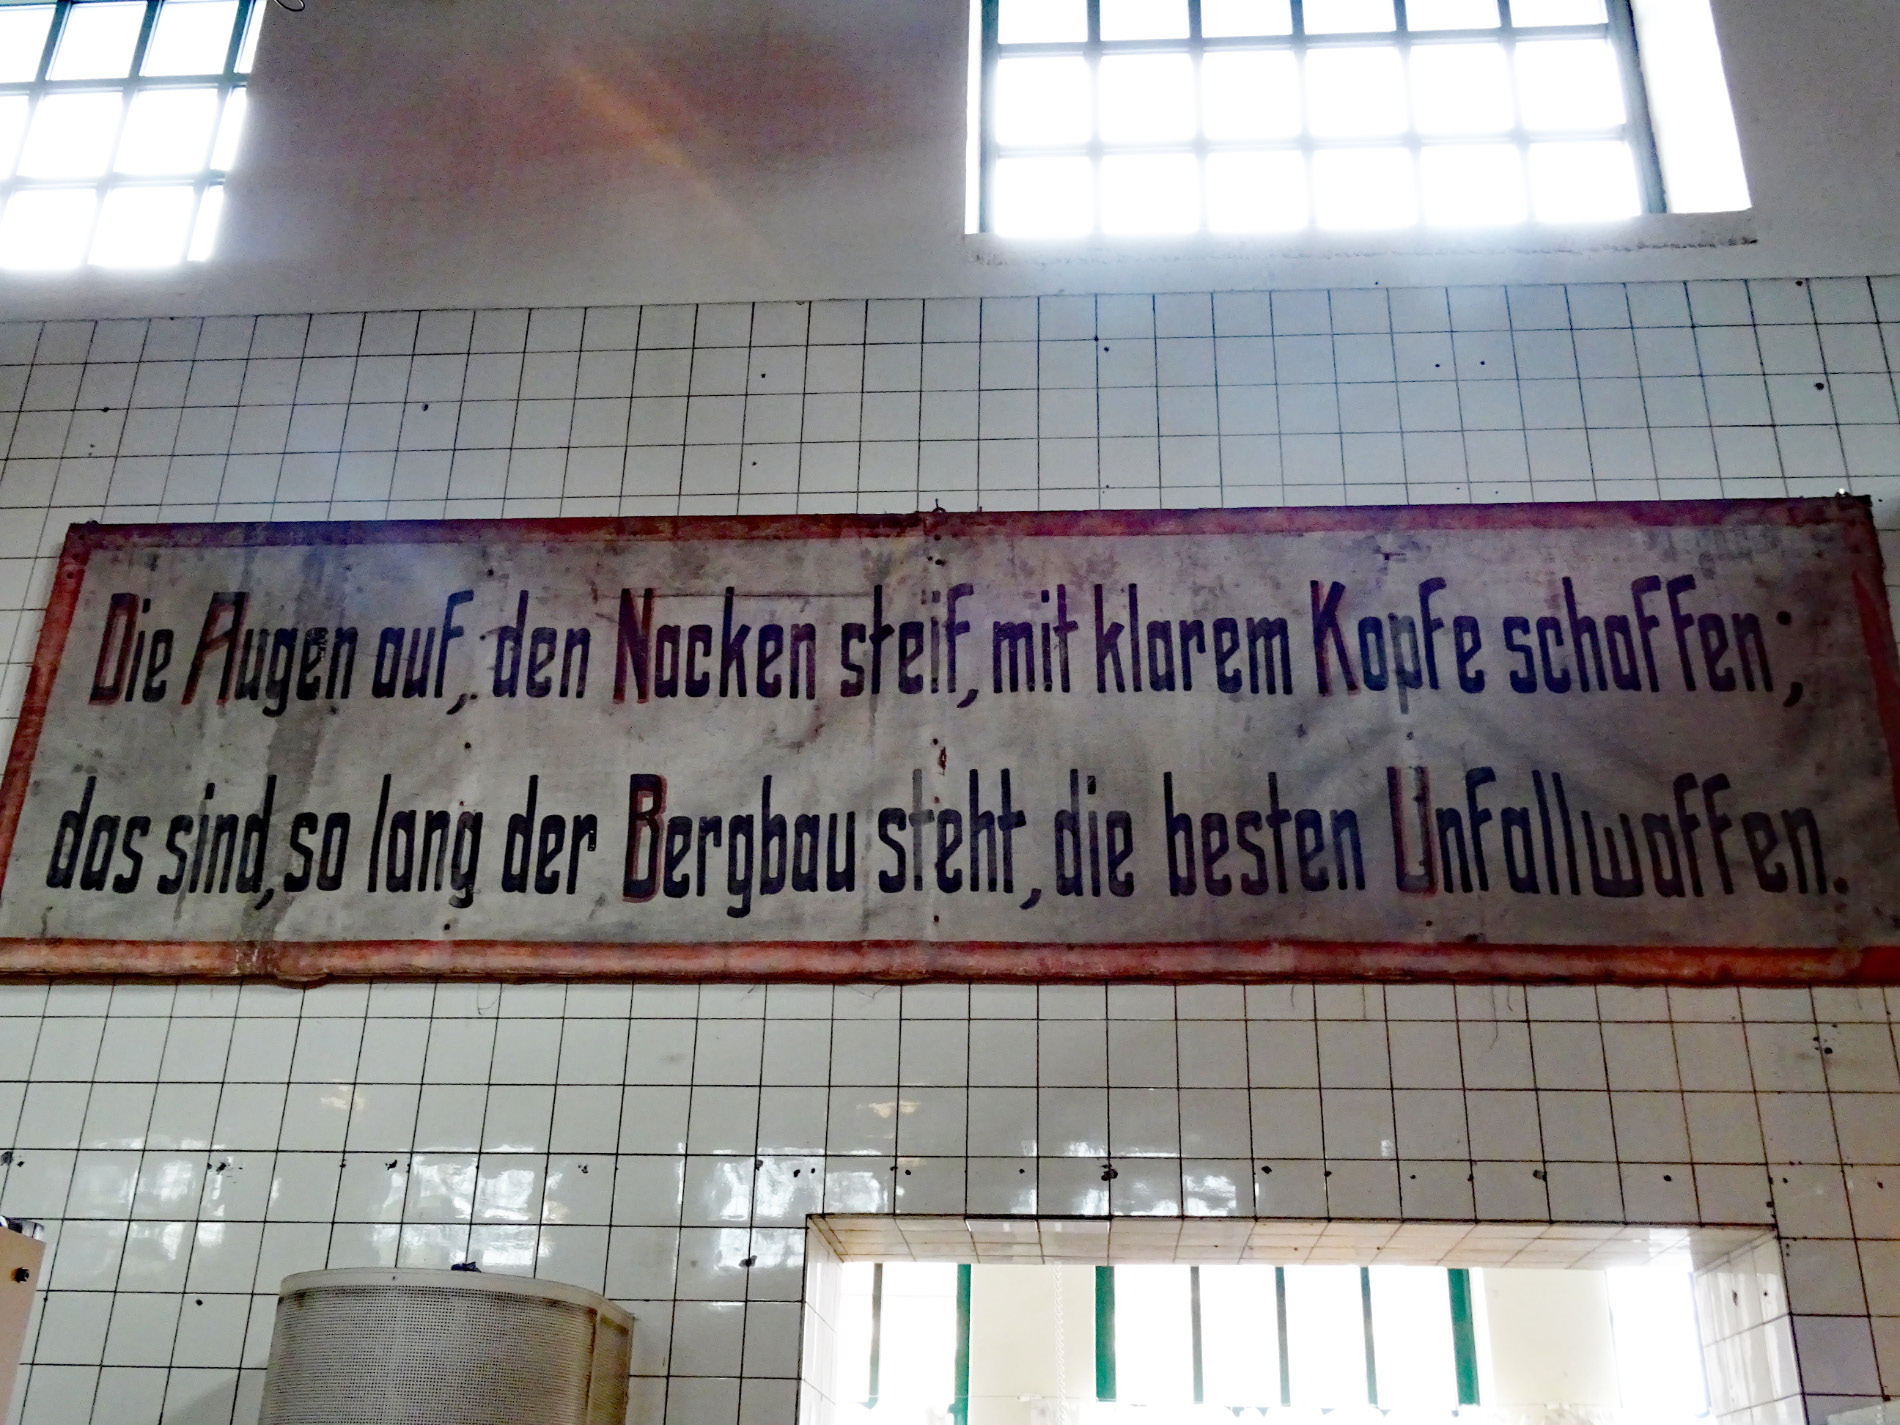 Die Augen auf, den Nacken steif, mit klarem Kopfe schaffen;
das sind, so lang der Bergbau steht, die besten Unfallwaffen.